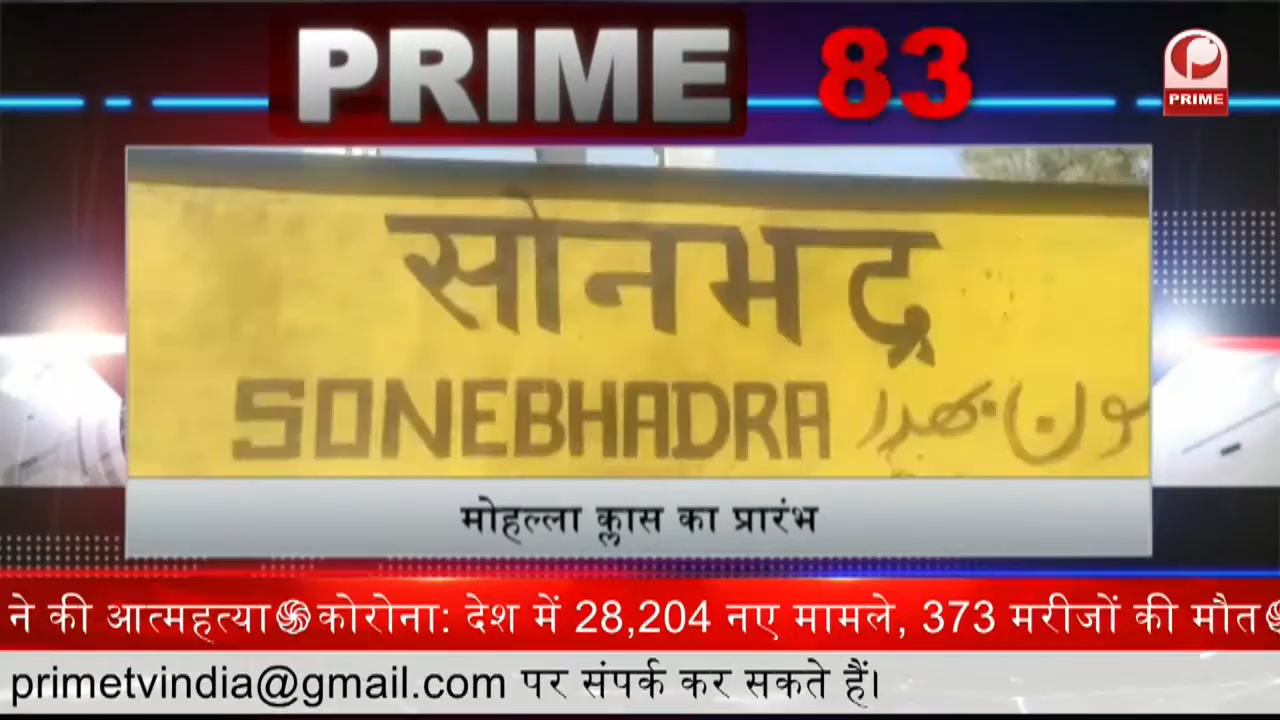 PRIME 83
PRIME
सोनभद्र
SONEBHADRA سون بھدرا
मोहल्ला क्लास का प्रारंभ
ने की आत्महत्या कोरोना: देश में 28,204 नए मामले, 373 मरीजों की मौत
primetvindia@gmail.com पर संपर्क कर सकते हैं।